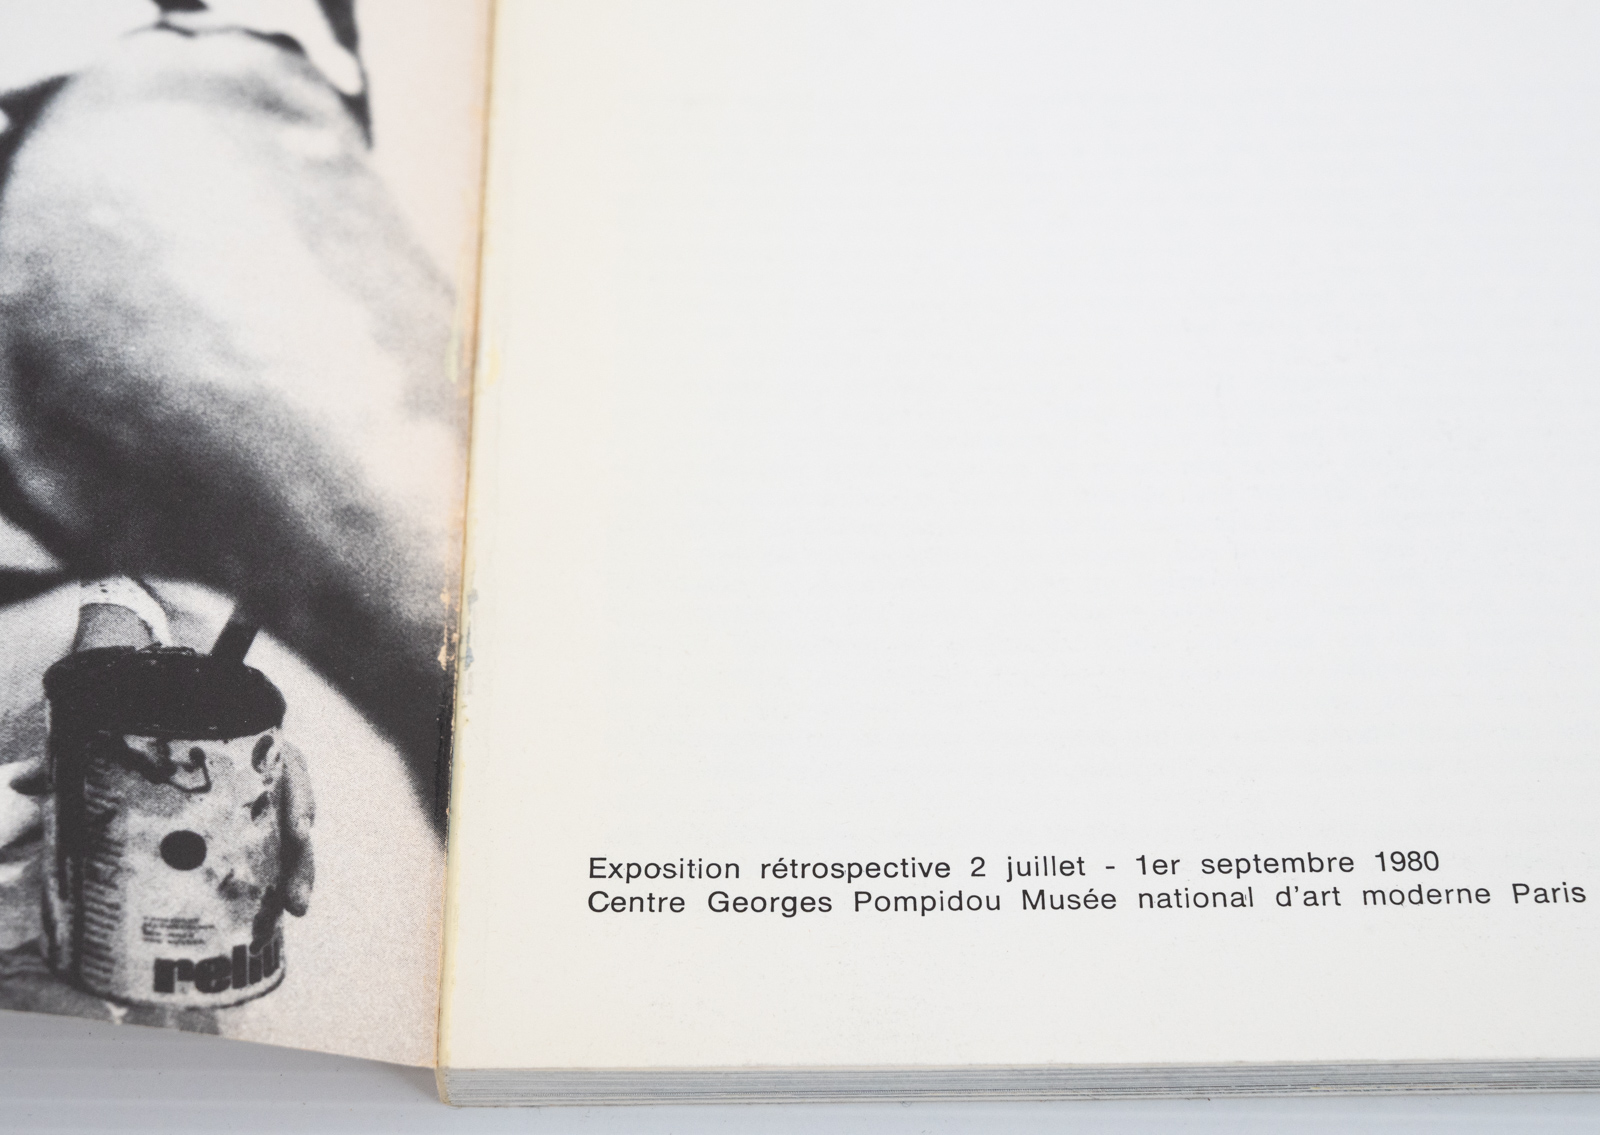 Exposition rétrospective 2 juillet - 1er septembre 1980
Centre Georges Pompidou Musée national d'art moderne Paris